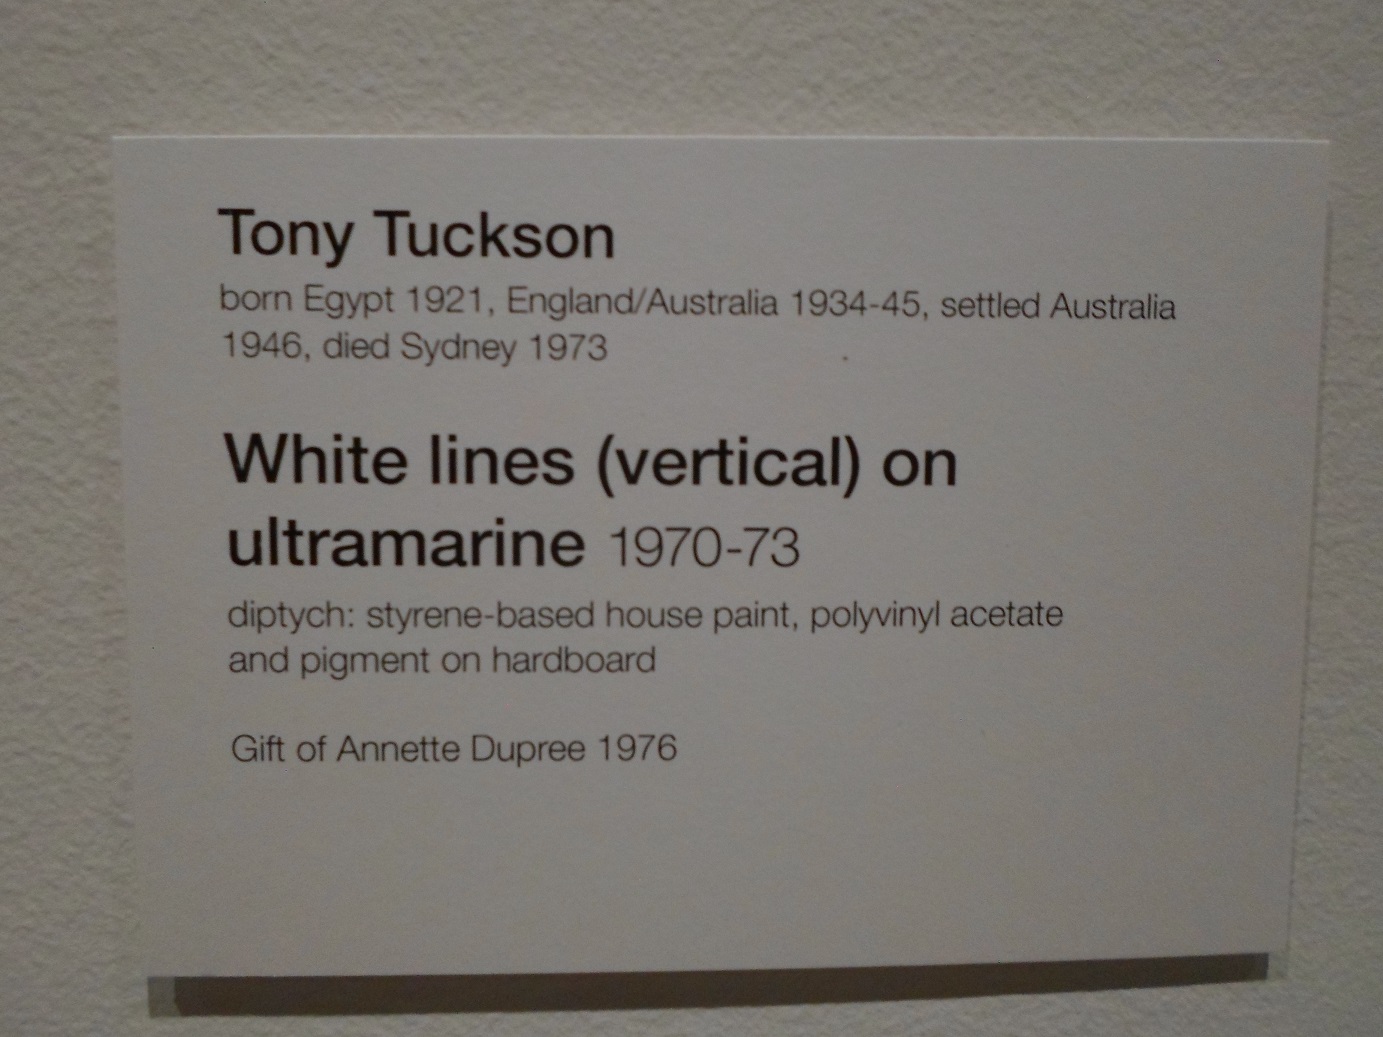 Tony Tuckson
born Egypt 1921, England/Australia 1934-45, settled Australia
1946, died Sydney 1973
White lines (vertical) on
ultramarine 1970-73
diptych: styrene-based house paint, polyvinyl acetate
and pigment on hardboard
Gift of Annette Dupree 1976